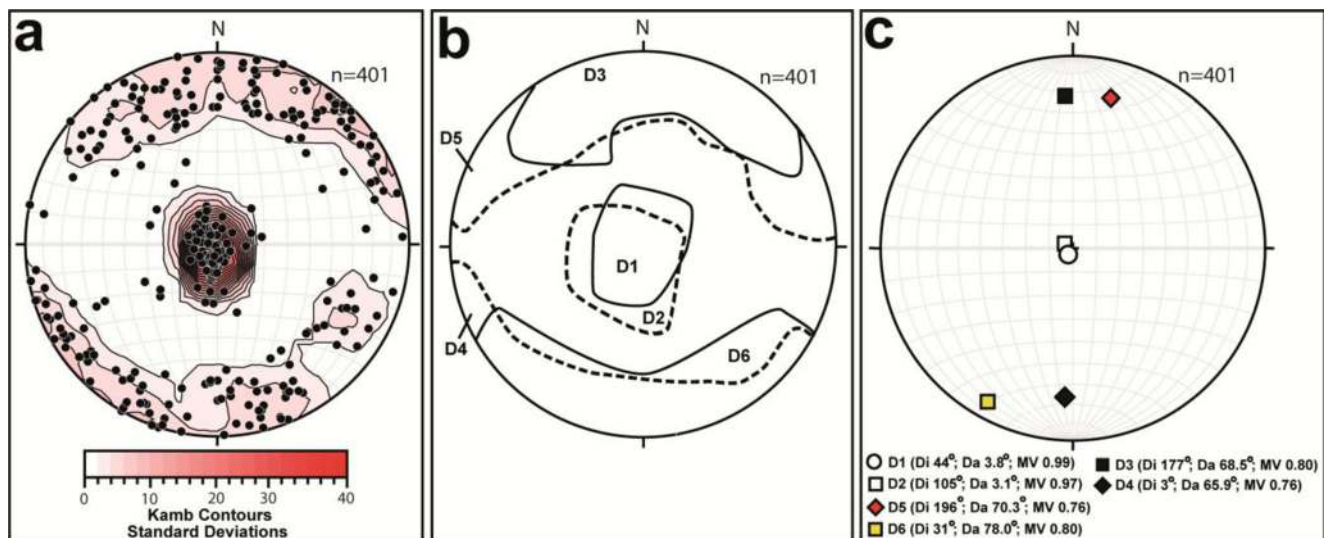 a
N
n=401
0 10 20 30 40
Kamb Contours
Standard Deviations
b
N
n=401
D3
D5
D1
D2
D4
D6
c
N
n=401
D1 (Di 44°; Da 3.8°; MV 0.99)
D2 (Di 105°; Da 3.1°; MV 0.97)
D5 (Di 196°; Da 70.3°; MV 0.76)
D6 (Di 31°; Da 78.0°; MV 0.80)
D3 (Di 177°; Da 68.5°; MV 0.80)
D4 (Di 3°; Da 65.9°; MV 0.76)